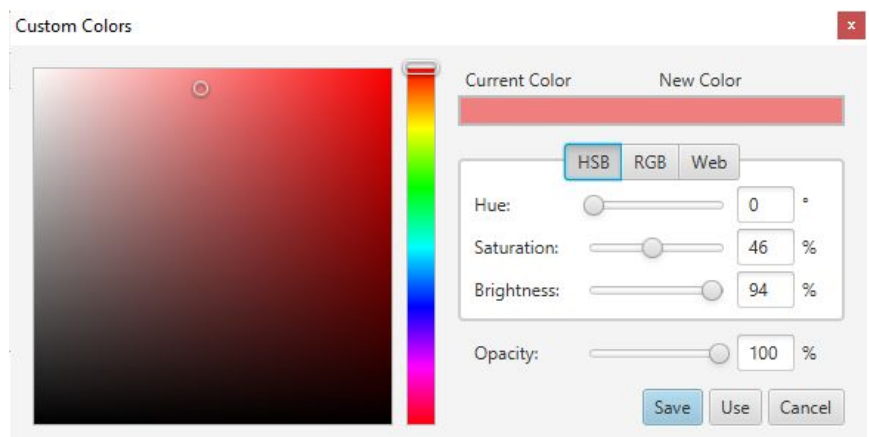 Custom Colors
x
Current Color New Color
HSB RGB Web
Hue: 0 °
Saturation: 46 %
Brightness: 94 %
Opacity: 100 %
Save Use Cancel